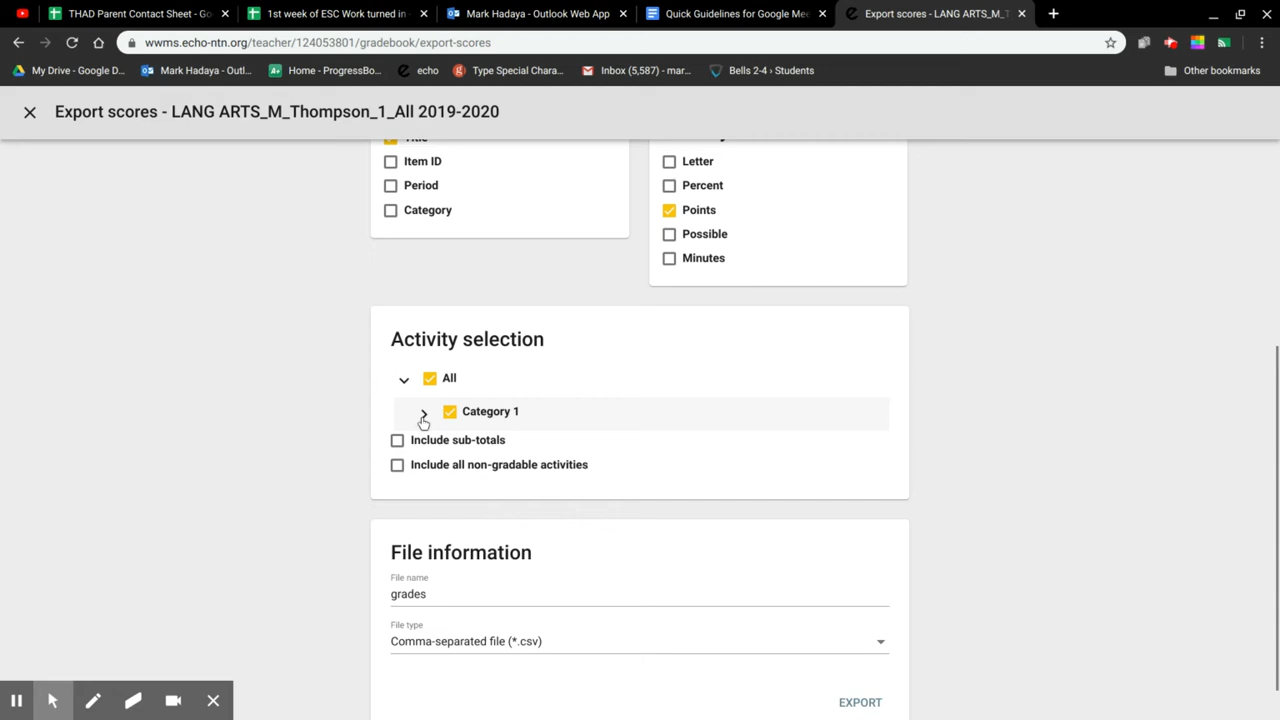 THAD Parent Contact Sheet - Go
1st week of ESC Work turned in -
Mark Hadaya - Outlook Web App
Quick Guidelines for Google Mee
Export scores - LANG ARTS_M_T
wwms.echo-ntn.org/teacher/124053801/gradebook/export-scores
My Drive - Google D...
Mark Hadaya - Outl...
Home - ProgressBo...
echo
Type Special Chara...
Inbox (5,587) - mar...
Bells 2-4 › Students
Other bookmarks
Export scores - LANG ARTS_M_Thompson_1_All 2019-2020
Title
Item ID
Period
Category
Letter
Percent
Points
Possible
Minutes
Activity selection
All
Category 1
Include sub-totals
Include all non-gradable activities
File information
File name
grades
File type
Comma-separated file (*.csv)
EXPORT